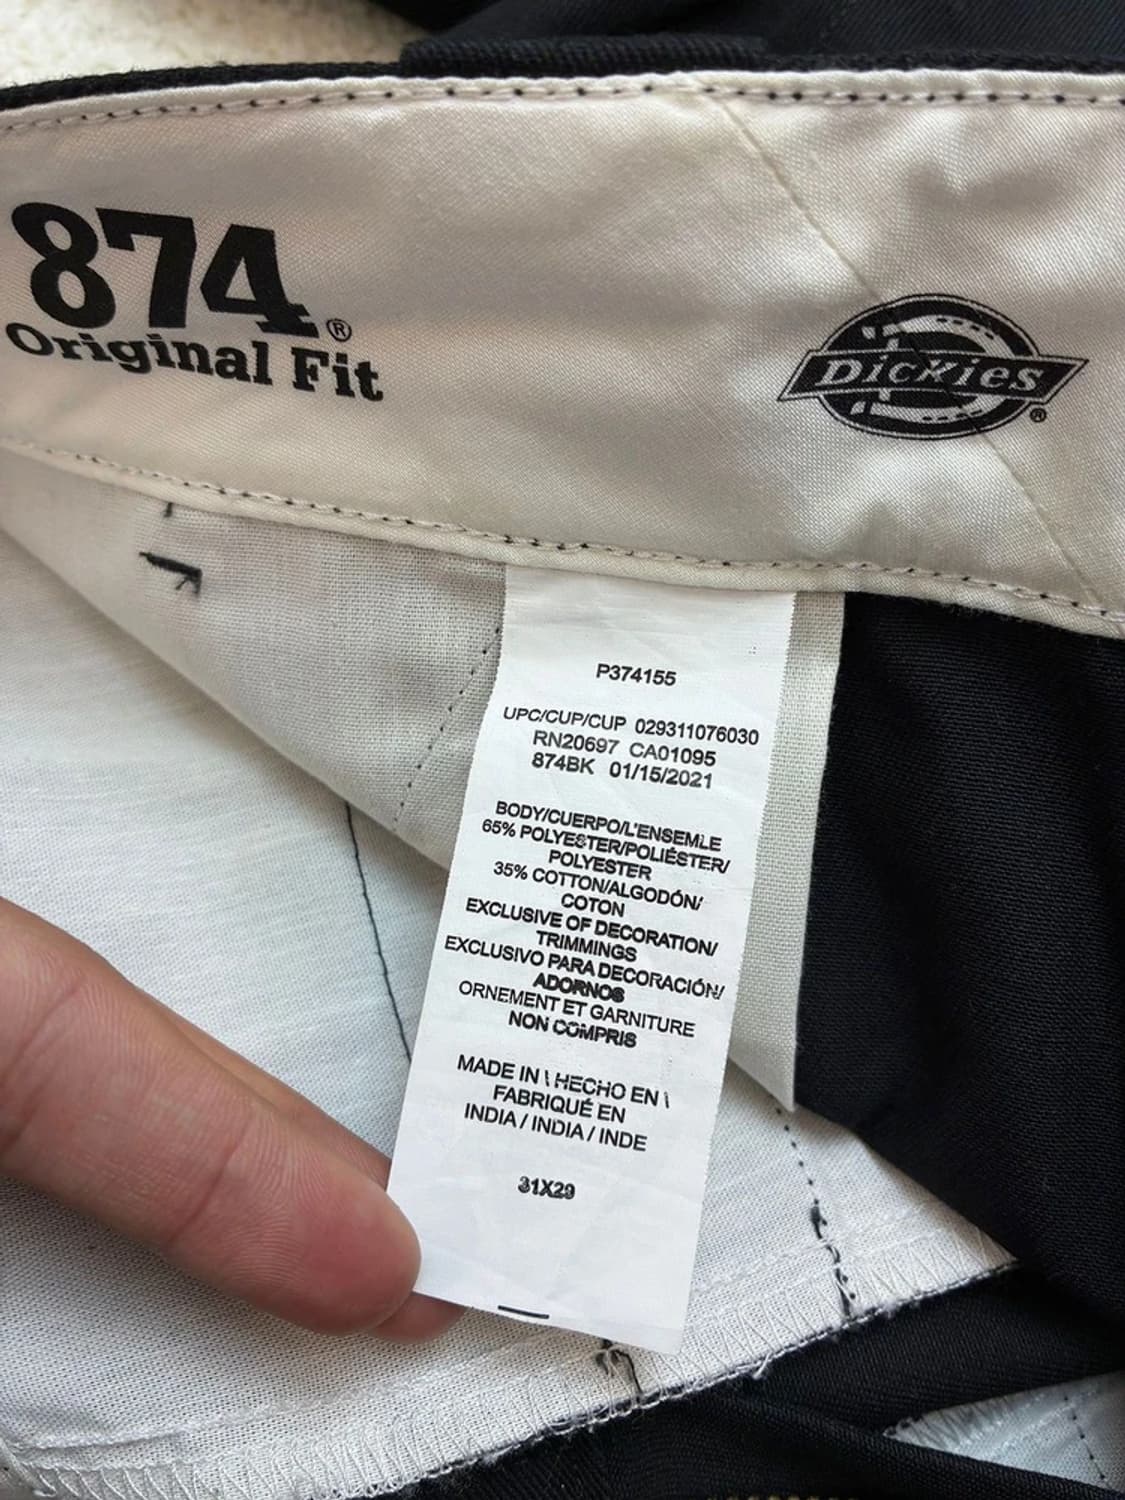 874®
Original Fit
Dickies®
P374155
UPC/CUP/CUP 029311076030
RN20697 CA01095
874BK 01/15/2021
BODY/CUERPO/L'ENSEMLE
65% POLYESTER/POLIÉSTER/
POLYESTER
35% COTTON/ALGODÓN/
COTON
EXCLUSIVE OF DECORATION/
TRIMMINGS
EXCLUSIVO PARA DECORACIÓN/
ADORNOS
ORNEMENT ET GARNITURE
NON COMPRIS
MADE IN \ HECHO EN \
FABRIQUÉ EN
INDIA / INDIA / INDE
31X29